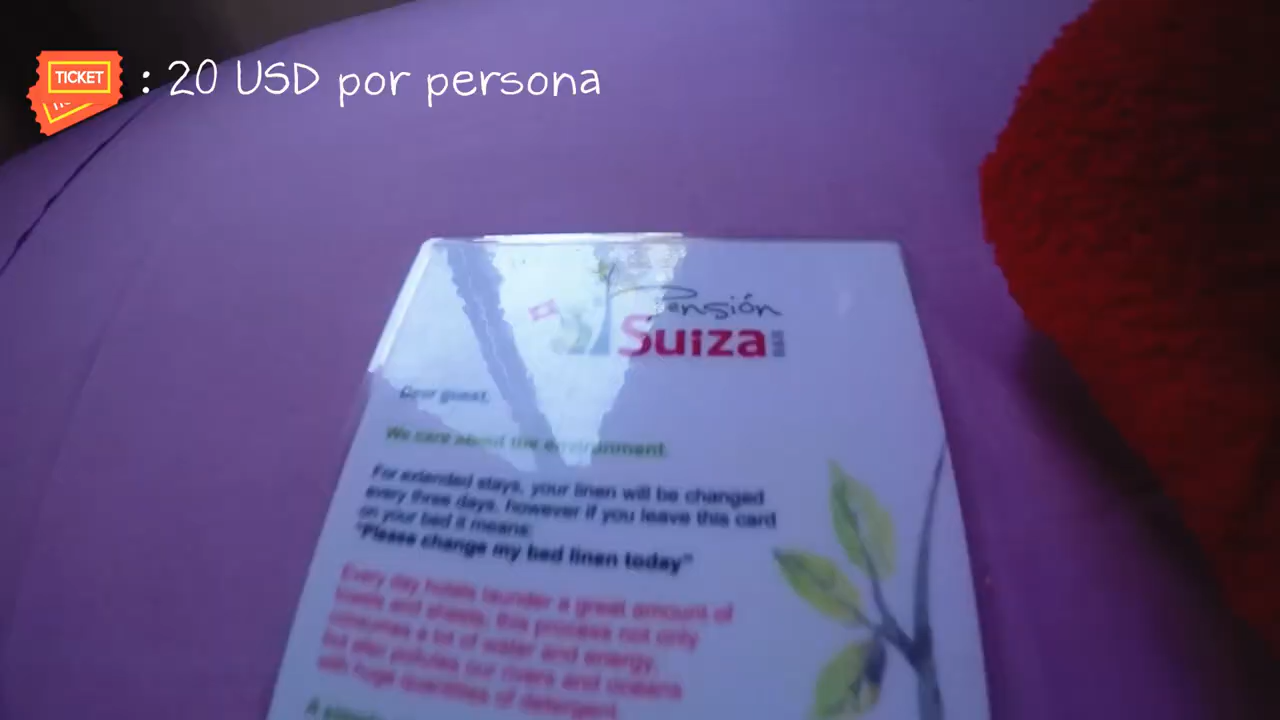 TICKET
: 20 USD por persona
Pensión
Suiza
Dear guest,
We care about the environment.
For extended stays, your linen will be changed
every three days, however if you leave this card
on your bed it means:
"Please change my bed linen today"
Every day hotels launder a great amount of
towels and sheets, this process not only
consumes a lot of water and energy,
but also pollutes our rivers and oceans
with huge quantities of detergent.
A